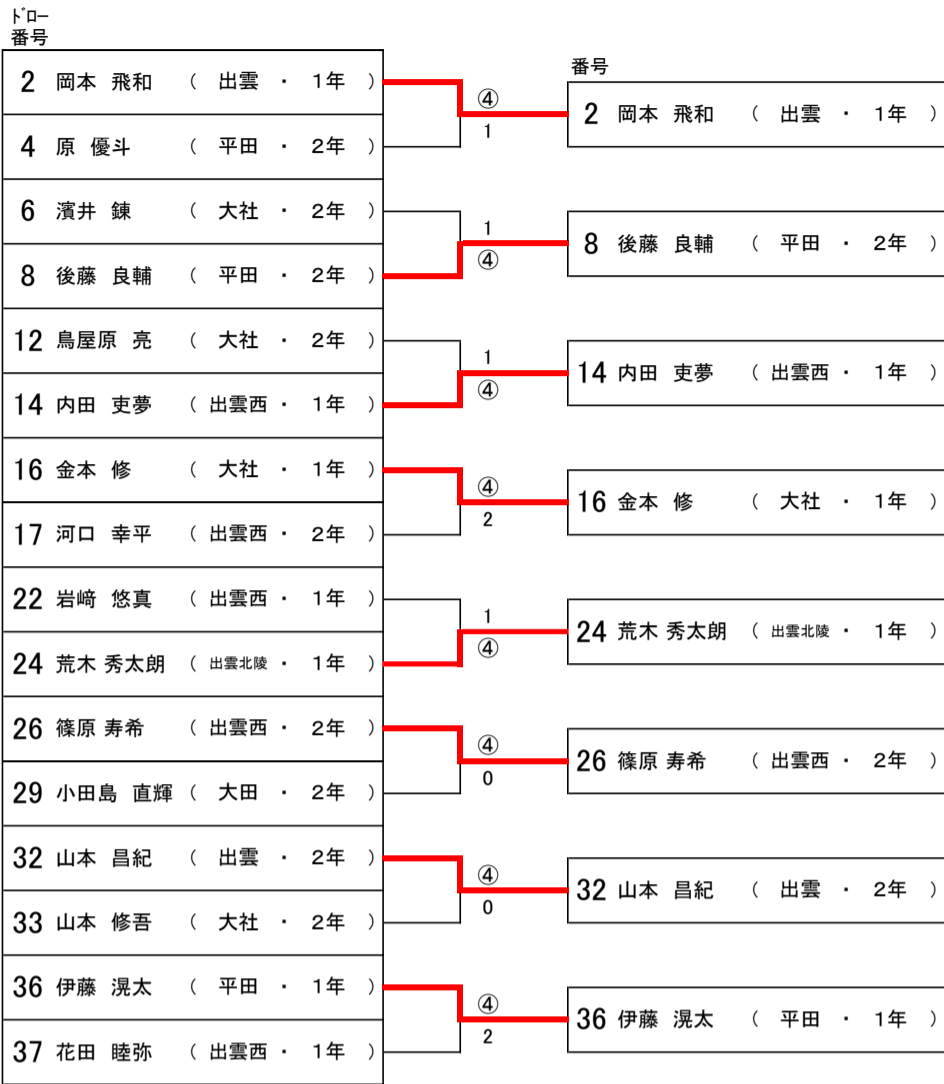 ﾄﾞﾛｰ
番号
2 岡本 飛和 （ 出雲 ・ 1年 ）
4 原 優斗 （ 平田 ・ 2年 ）
④
1
6 濱井 錬 （ 大社 ・ 2年 ）
8 後藤 良輔 （ 平田 ・ 2年 ）
1
④
12 鳥屋原 亮 （ 大社 ・ 2年 ）
14 内田 吏夢 （ 出雲西 ・ 1年 ）
1
④
16 金本 修 （ 大社 ・ 1年 ）
17 河口 幸平 （ 出雲西 ・ 2年 ）
④
2
22 岩﨑 悠真 （ 出雲西 ・ 1年 ）
24 荒木 秀太朗 （ 出雲北陵 ・ 1年 ）
1
④
26 篠原 寿希 （ 出雲西 ・ 2年 ）
29 小田島 直輝 （ 大田 ・ 2年 ）
④
0
32 山本 昌紀 （ 出雲 ・ 2年 ）
33 山本 修吾 （ 大社 ・ 2年 ）
④
0
36 伊藤 滉太 （ 平田 ・ 1年 ）
37 花田 睦弥 （ 出雲西 ・ 1年 ）
④
2
番号
2 岡本 飛和 （ 出雲 ・ 1年 ）
8 後藤 良輔 （ 平田 ・ 2年 ）
14 内田 吏夢 （ 出雲西 ・ 1年 ）
16 金本 修 （ 大社 ・ 1年 ）
24 荒木 秀太朗 （ 出雲北陵 ・ 1年 ）
26 篠原 寿希 （ 出雲西 ・ 2年 ）
32 山本 昌紀 （ 出雲 ・ 2年 ）
36 伊藤 滉太 （ 平田 ・ 1年 ）